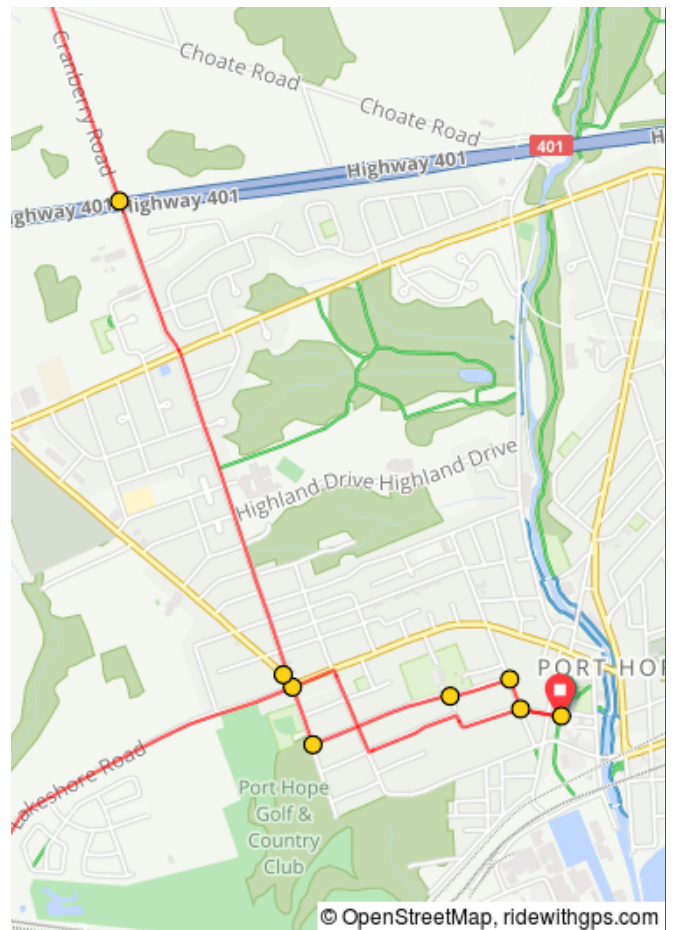 Cranberry Road
Choate Road
Choate Road
401
Highway 401
H
ighway 401
Highway 401
Highland Drive
Highland Drive
PORT HOP
Lakeshore Road
Port Hope
Golf &
Country
Club
© OpenStreetMap, ridewithgps.com